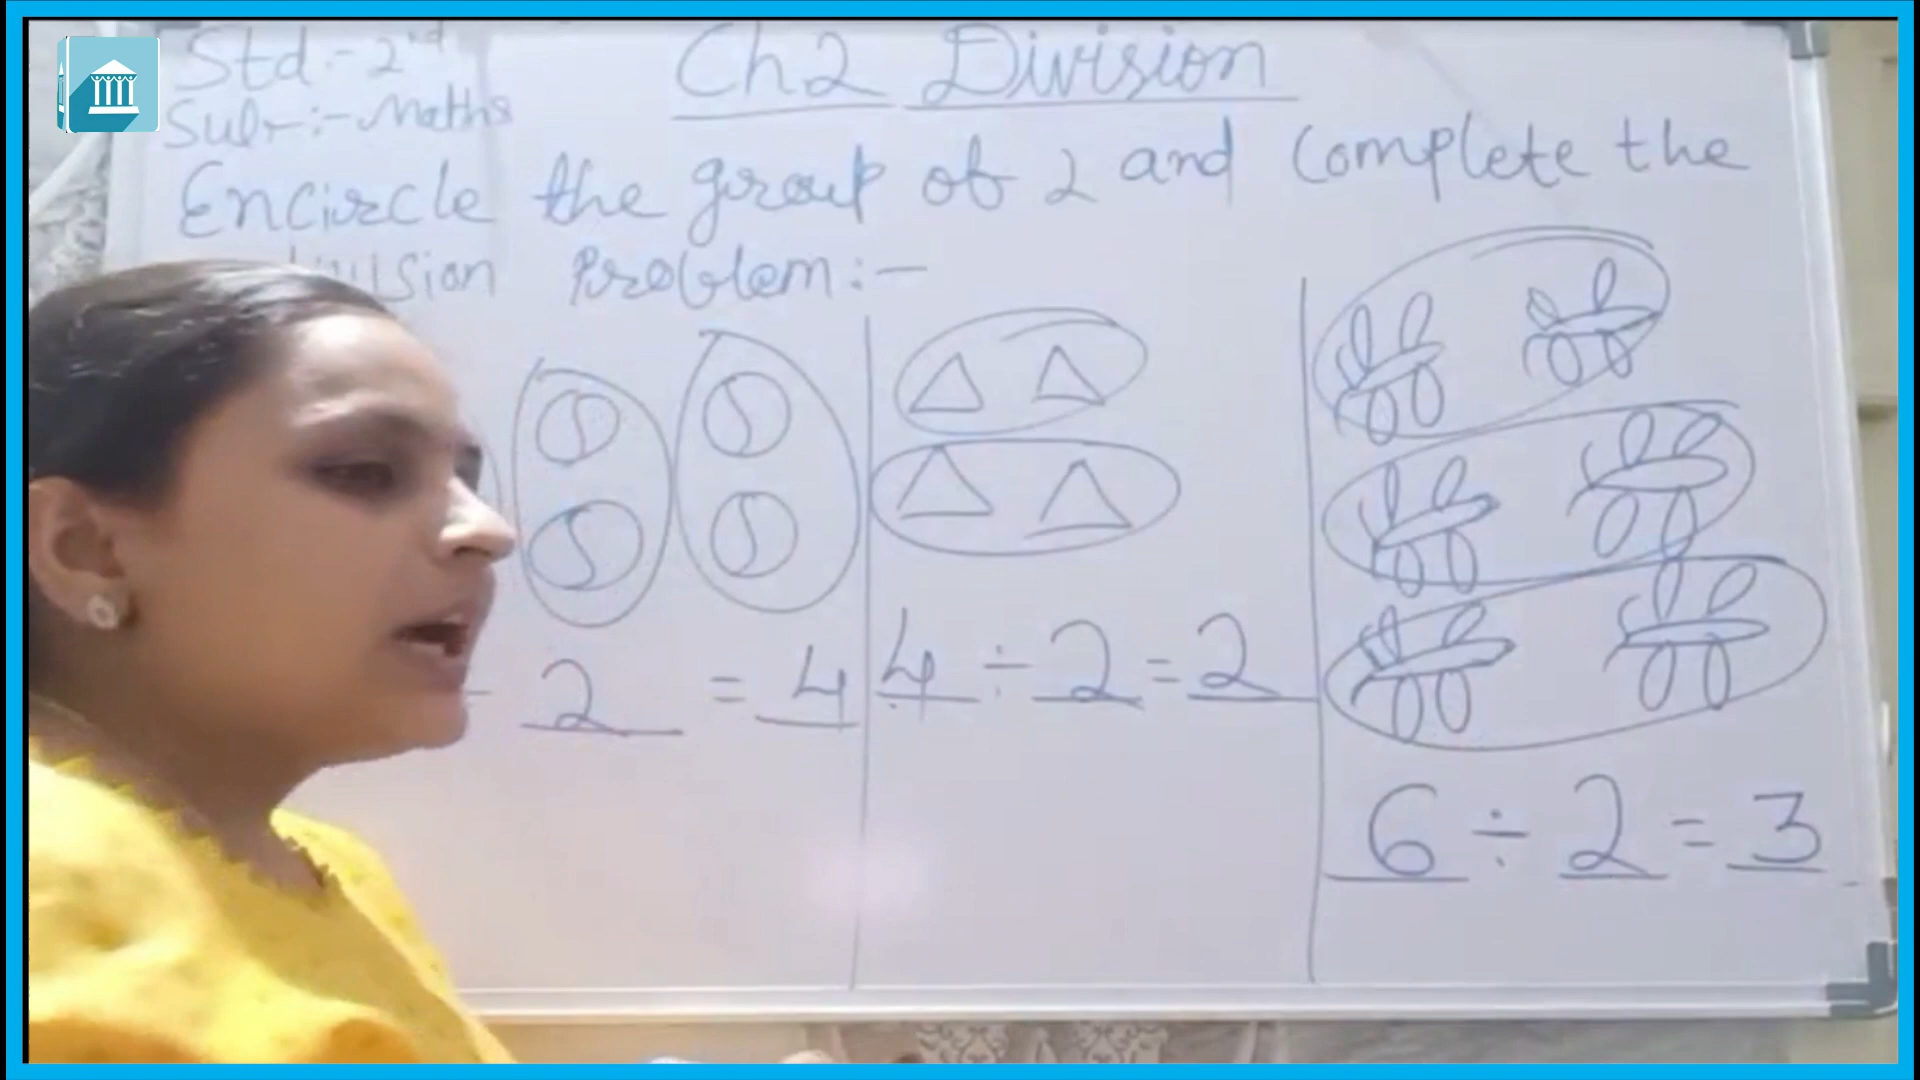 Std:- 2nd
Sub:- Maths
Ch2 Division
Encircle the group of 2 and complete the
division Problem:-
2 = 4
4 ÷ 2 = 2
6 ÷ 2 = 3